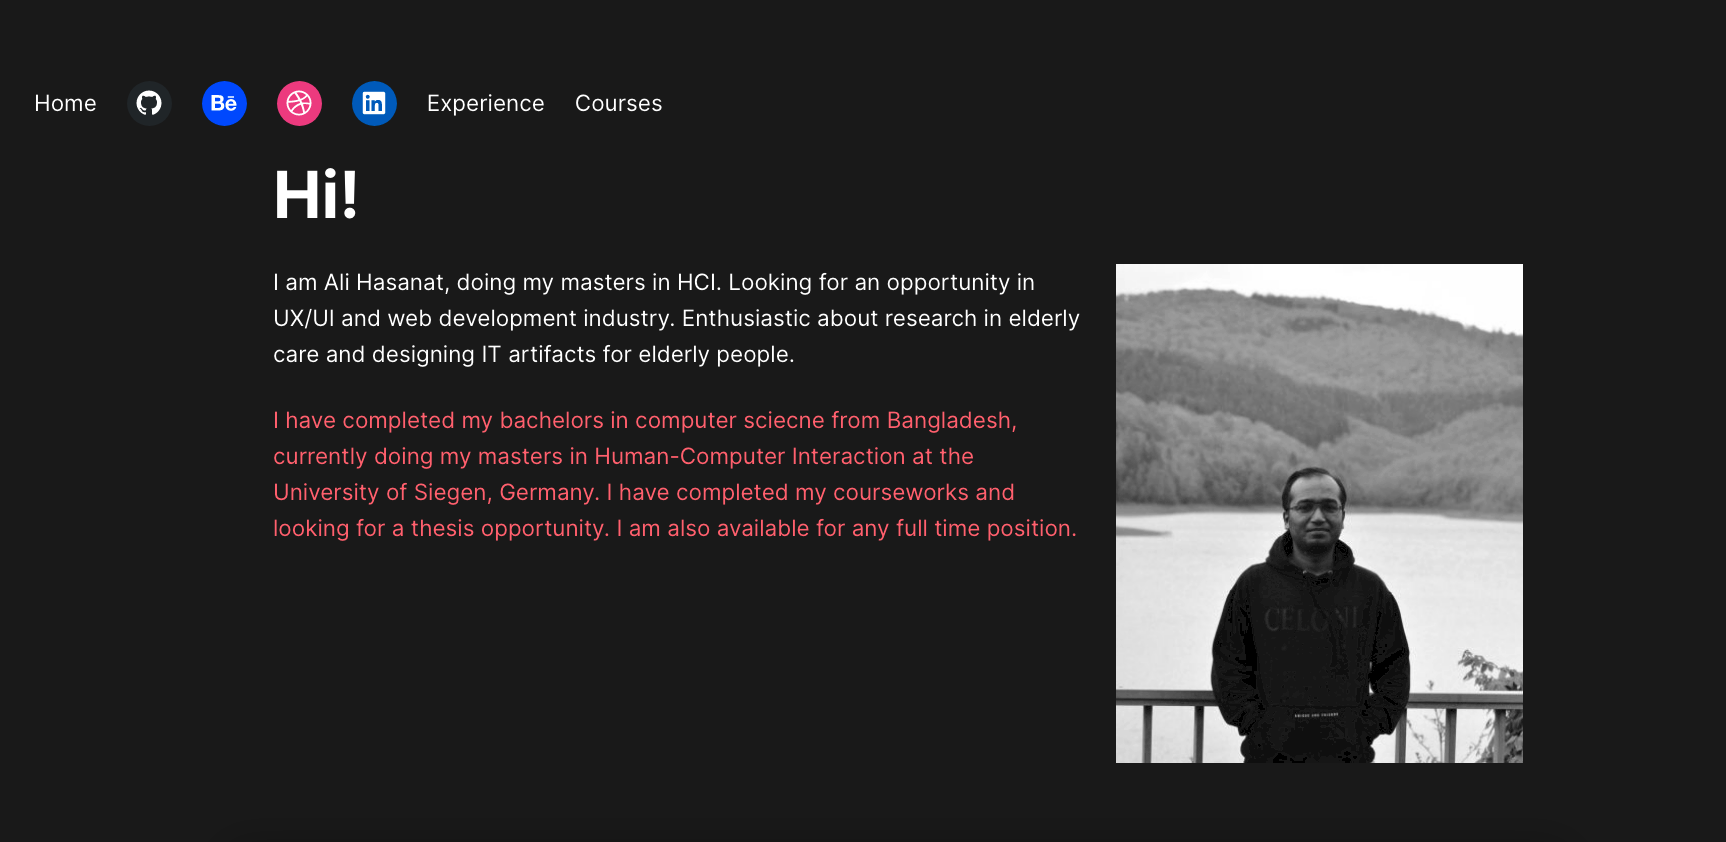 Home Bē in Experience Courses
Hi!
I am Ali Hasanat, doing my masters in HCI. Looking for an opportunity in
UX/UI and web development industry. Enthusiastic about research in elderly
care and designing IT artifacts for elderly people.
I have completed my bachelors in computer sciecne from Bangladesh,
currently doing my masters in Human-Computer Interaction at the
University of Siegen, Germany. I have completed my courseworks and
looking for a thesis opportunity. I am also available for any full time position.